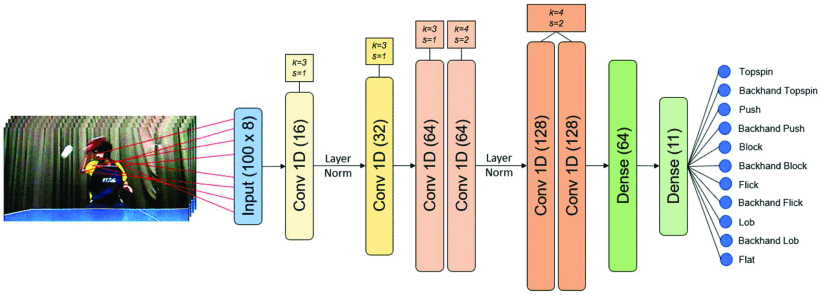 Input (100 x 8)
k=3
s=1
Conv 1D (16)
Layer
Norm
k=3
s=1
Conv 1D (32)
k=3
s=1
Conv 1D (64)
k=4
s=2
Conv 1D (64)
Layer
Norm
k=4
s=2
Conv 1D (128)
Conv 1D (128)
Dense (64)
Dense (11)
Topspin
Backhand Topspin
Push
Backhand Push
Block
Backhand Block
Flick
Backhand Flick
Lob
Backhand Lob
Flat